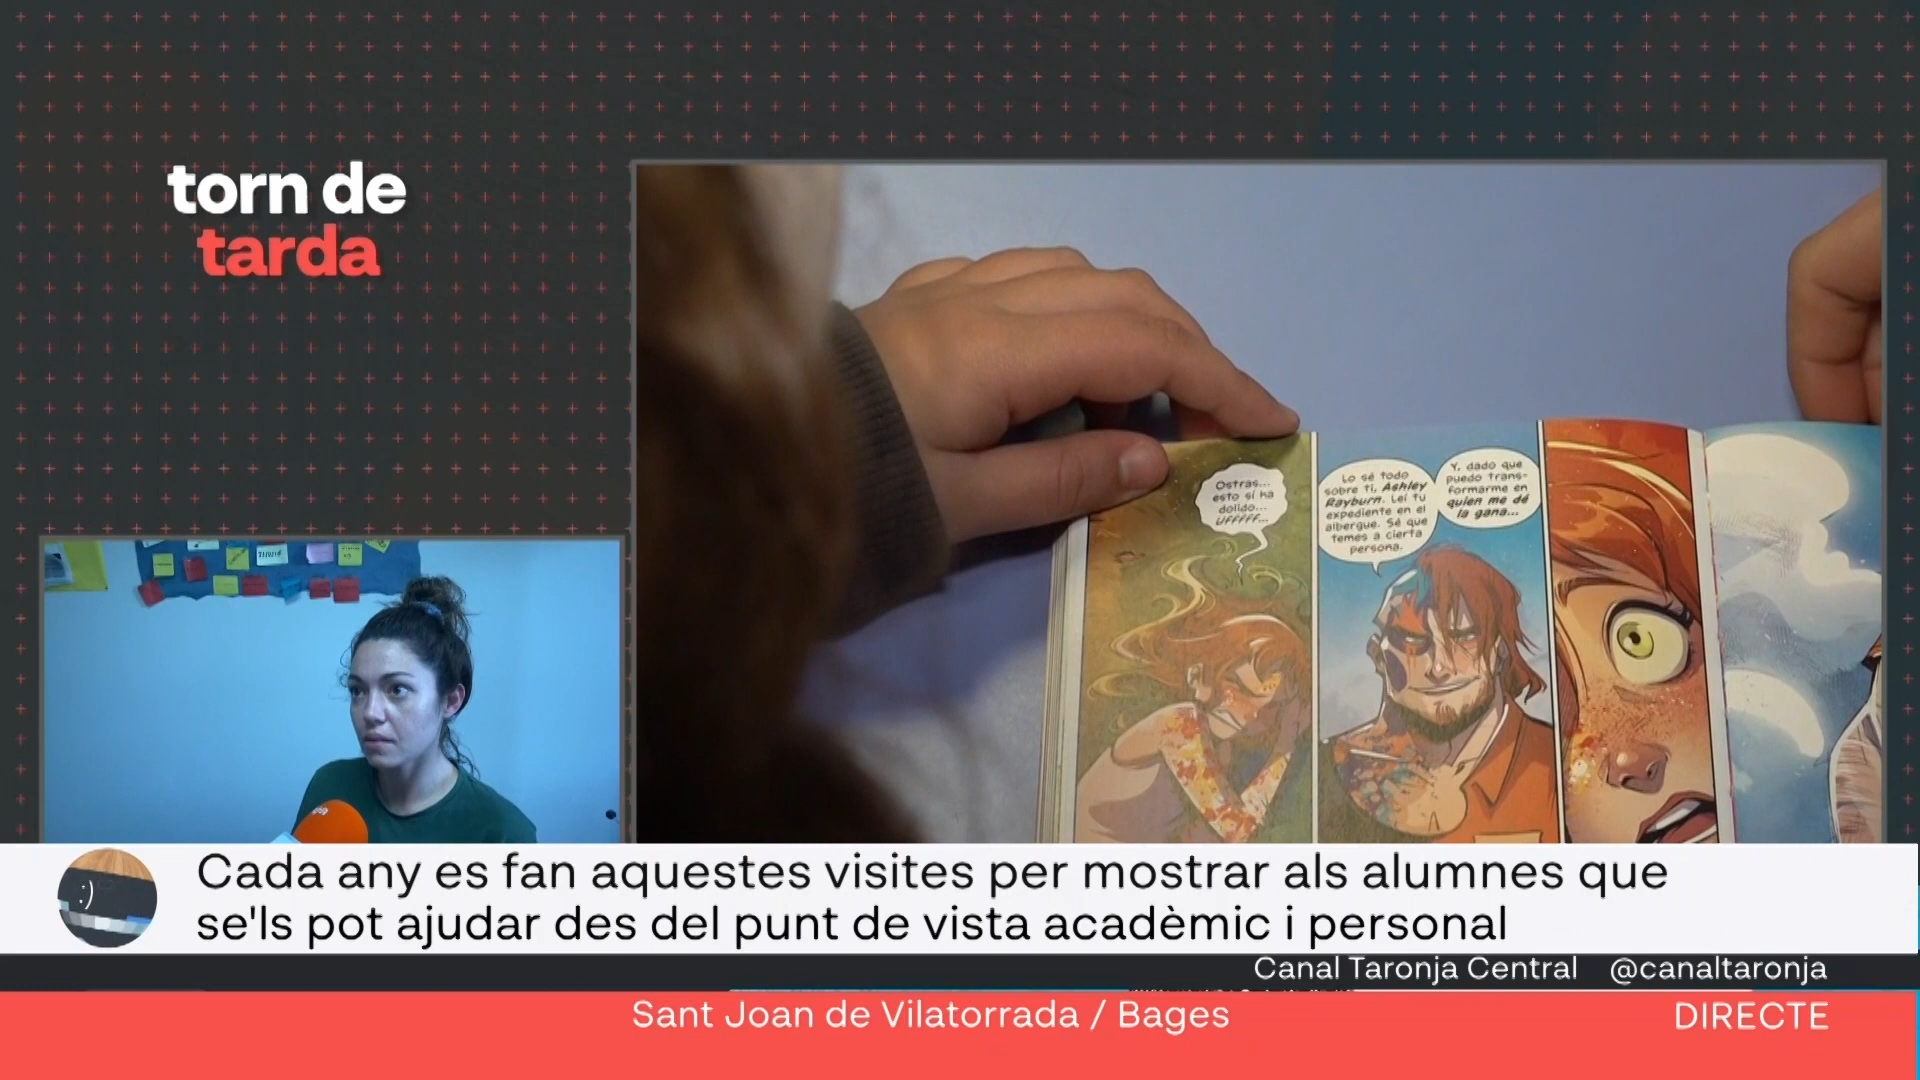 torn de
tarda
Ostras...
esto sí ha
dolido...
Ufffff...
Lo sé todo
sobre ti, Ashley
Rayburn. Leí tu
expediente en el
albergue. Sé que
temes a cierta
persona.
Y, dado que
puedo trans-
formarme en
quien me dé
la gana...
:)
Cada any es fan aquestes visites per mostrar als alumnes que
se'ls pot ajudar des del punt de vista acadèmic i personal
Canal Taronja Central @canaltaronja
Sant Joan de Vilatorrada / Bages
DIRECTE